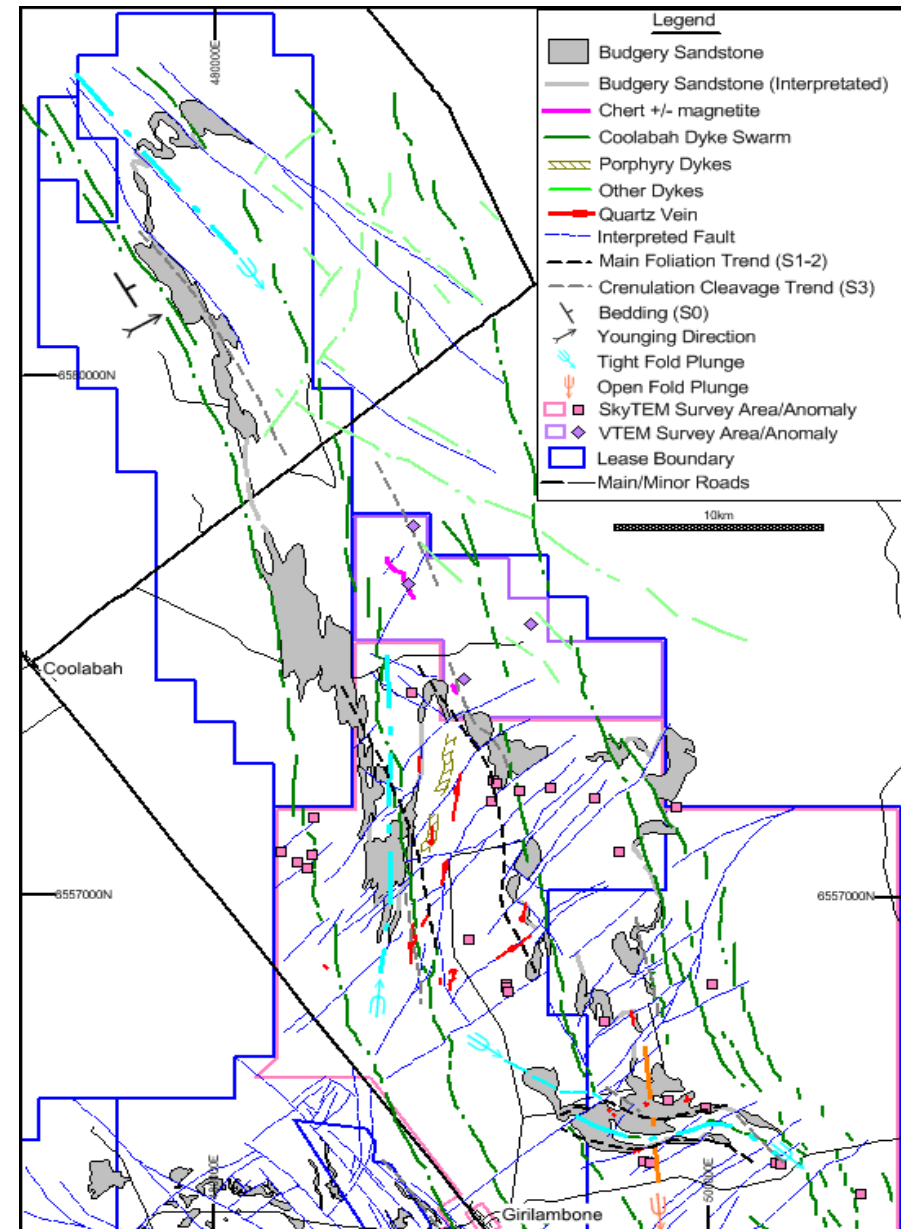 480000E
Legend
Budgery Sandstone
Budgery Sandstone (Interpretated)
Chert +/- magnetite
Coolabah Dyke Swarm
Porphyry Dykes
Other Dykes
Quartz Vein
Interpreted Fault
Main Foliation Trend (S1-2)
Crenulation Cleavage Trend (S3)
Bedding (S0)
Younging Direction
Tight Fold Plunge
Open Fold Plunge
SkyTEM Survey Area/Anomaly
VTEM Survey Area/Anomaly
Lease Boundary
Main/Minor Roads
10km
Coolabah
6557000N
6557000N
Girilambone